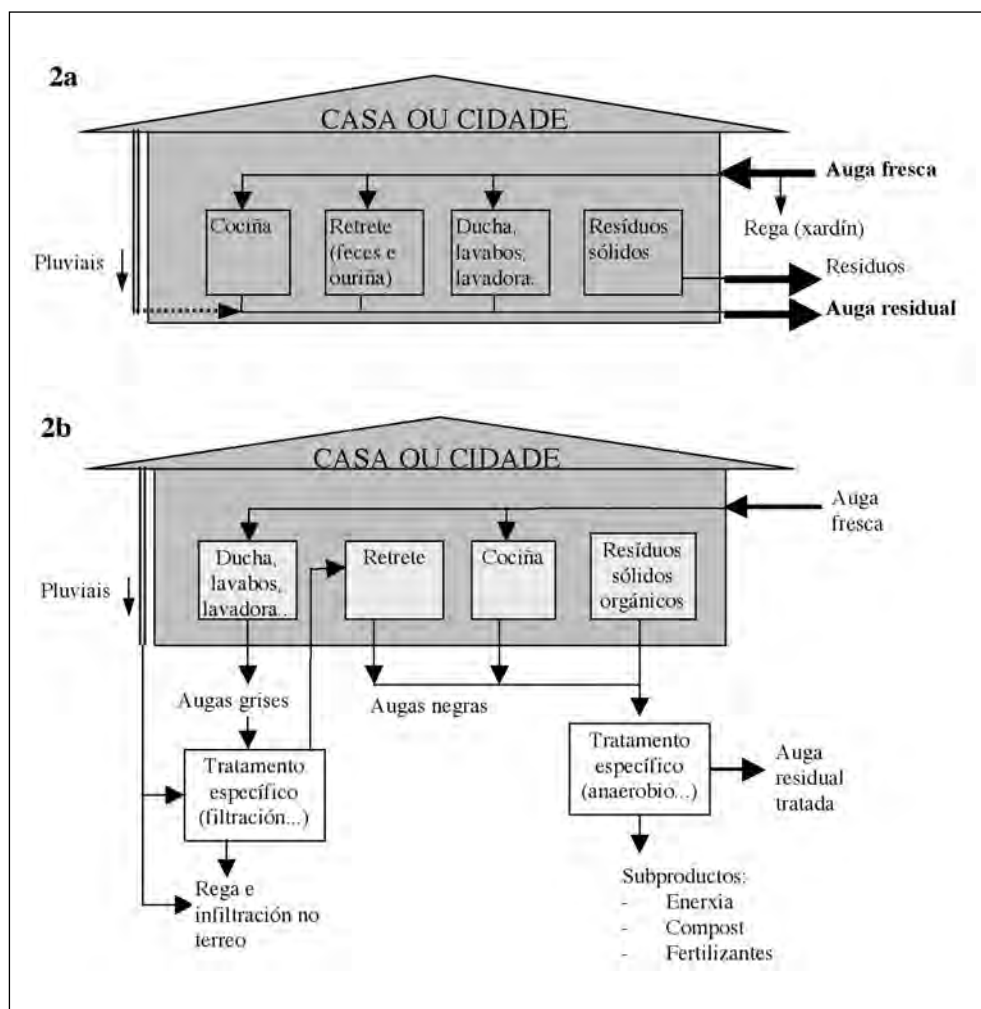 2a
CASA OU CIDADE
Auga fresca
Cociña
Retrete
(feces e
ouriña)
Ducha,
lavabos,
lavadora..
Resíduos
sólidos
Rega (xardín)
Pluviais
Residuos
Auga residual
2b
CASA OU CIDADE
Auga
fresca
Ducha,
lavabos,
lavadora..
Retrete
Cociña
Resíduos
sólidos
orgánicos
Pluviais
Augas grises
Augas negras
Tratamento
específico
(filtración...)
Tratamento
específico
(anaerobio...)
Auga
residual
tratada
Rega e
infiltración no
terreo
Subproductos:
- Enerxia
- Compost
- Fertilizantes